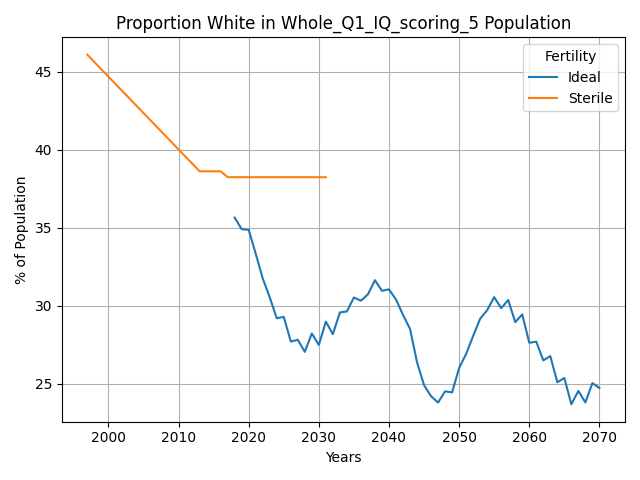 Proportion White in Whole_Q1_IQ_scoring_5 Population
Fertility
Ideal
Sterile
% of Population
45
40
35
30
25
2000
2010
2020
2030
2040
2050
2060
2070
Years